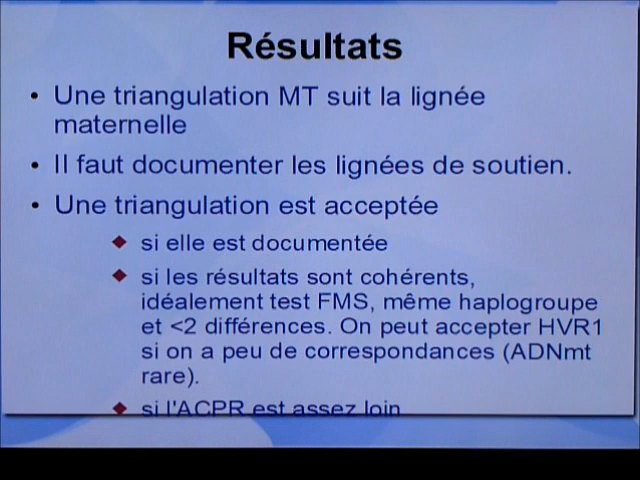 Résultats
• Une triangulation MT suit la lignée
maternelle
• Il faut documenter les lignées de soutien.
• Une triangulation est acceptée
◆ si elle est documentée
◆ si les résultats sont cohérents,
idéalement test FMS, même haplogroupe
et <2 différences. On peut accepter HVR1
si on a peu de correspondances (ADNmt
rare).
◆ si l'ACPR est assez loin